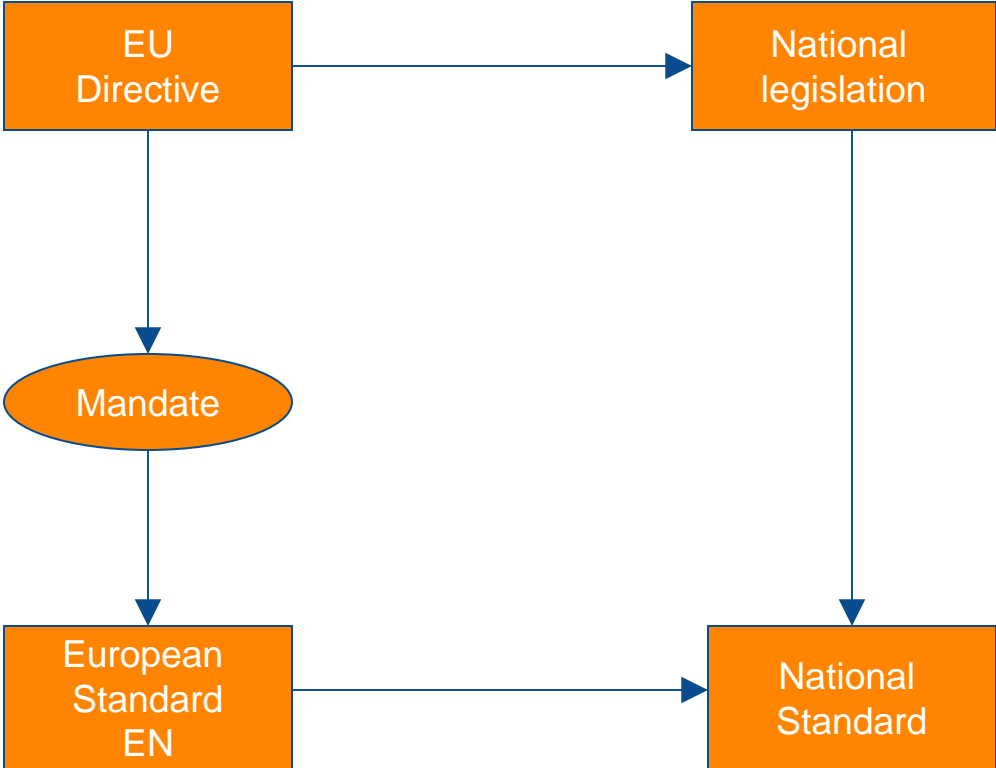 EU
Directive
National
legislation
Mandate
European
Standard
EN
National
Standard